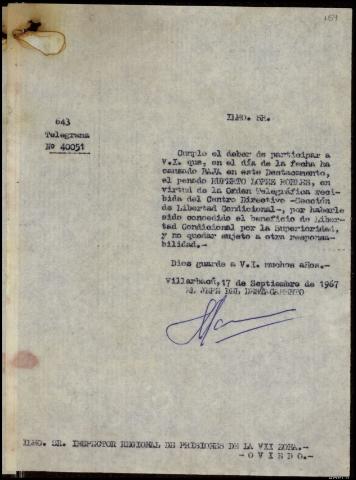 159
ILMO. SR.
643
Telegrama
No 40051
Cumplo el deber de participar a
V.I. que, en el día de la fecha ha
causado BAJA en este Destacamento,
el penado RUPERTO LOPEZ ROBLES, en
virtud de la Orden Telegráfica reci-
bida del Centro Directivo -Sección
de Libertad Condicional-, por haberle
sido concedido el beneficio de Liber-
tad Condicional por la Superioridad,
y no quedar sujeto a otra responsa-
bilidad.-
Dios guarde a V.I. muchos años.-
Villarbacú, 17 de Septiembre de 1967
EL JEFE DEL DESTACAMENTO
ILMO. SR. INSPECTOR REGIONAL DE PRISIONES DE LA VII ZONA.-
-O V I E D O.-